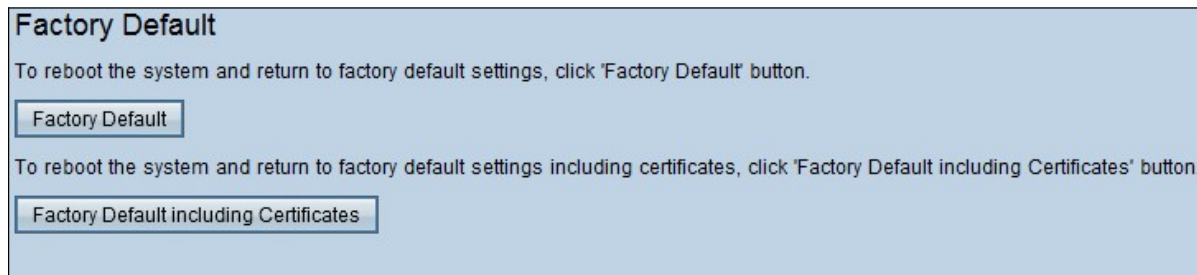 Factory Default
To reboot the system and return to factory default settings, click 'Factory Default' button.
Factory Default
To reboot the system and return to factory default settings including certificates, click 'Factory Default including Certificates' button.
Factory Default including Certificates